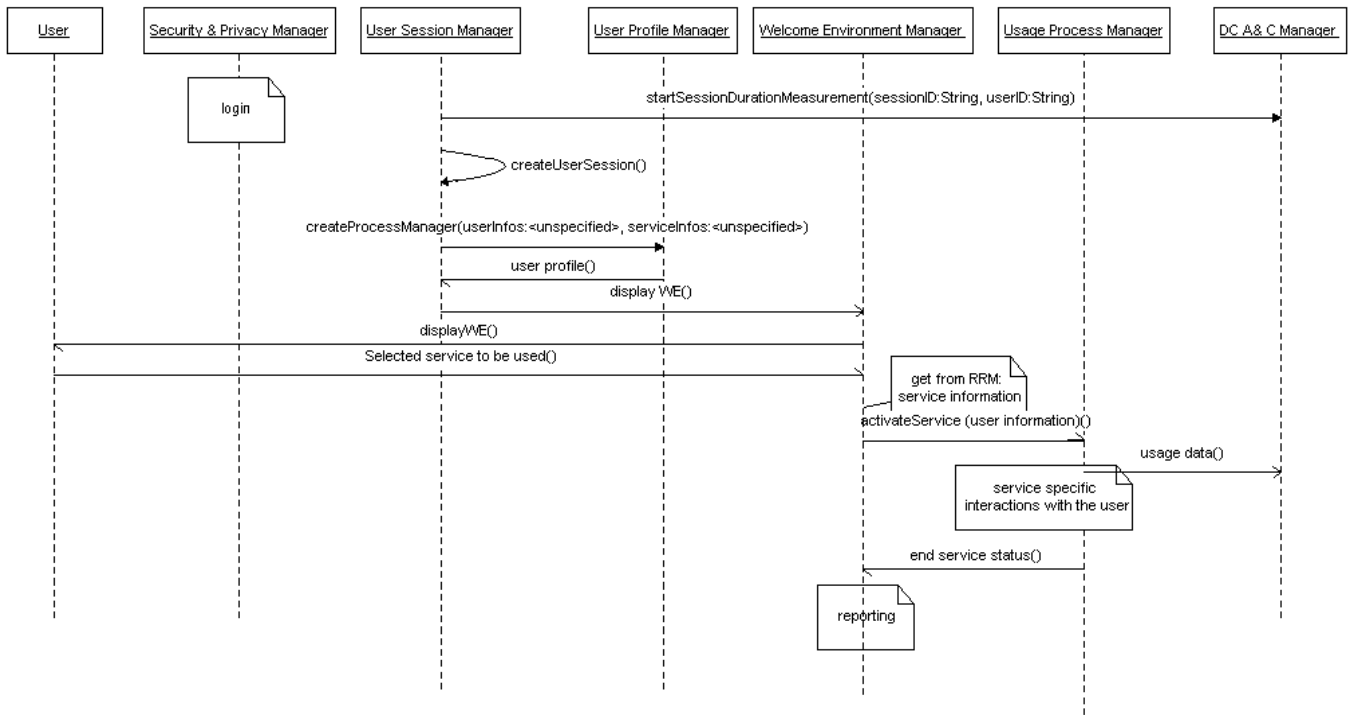 User
Security & Privacy Manager
User Session Manager
User Profile Manager
Welcome Environment Manager
Usage Process Manager
DC A& C Manager
login
startSessionDurationMeasurement(sessionID:String, userID:String)
createUserSession()
createProcessManager(userInfos:<unspecified>, serviceInfos:<unspecified>)
user profile()
display WE()
displayWE()
Selected service to be used()
get from RRM:
service information
activateService (user information)()
usage data()
service specific
interactions with the user
end service status()
reporting